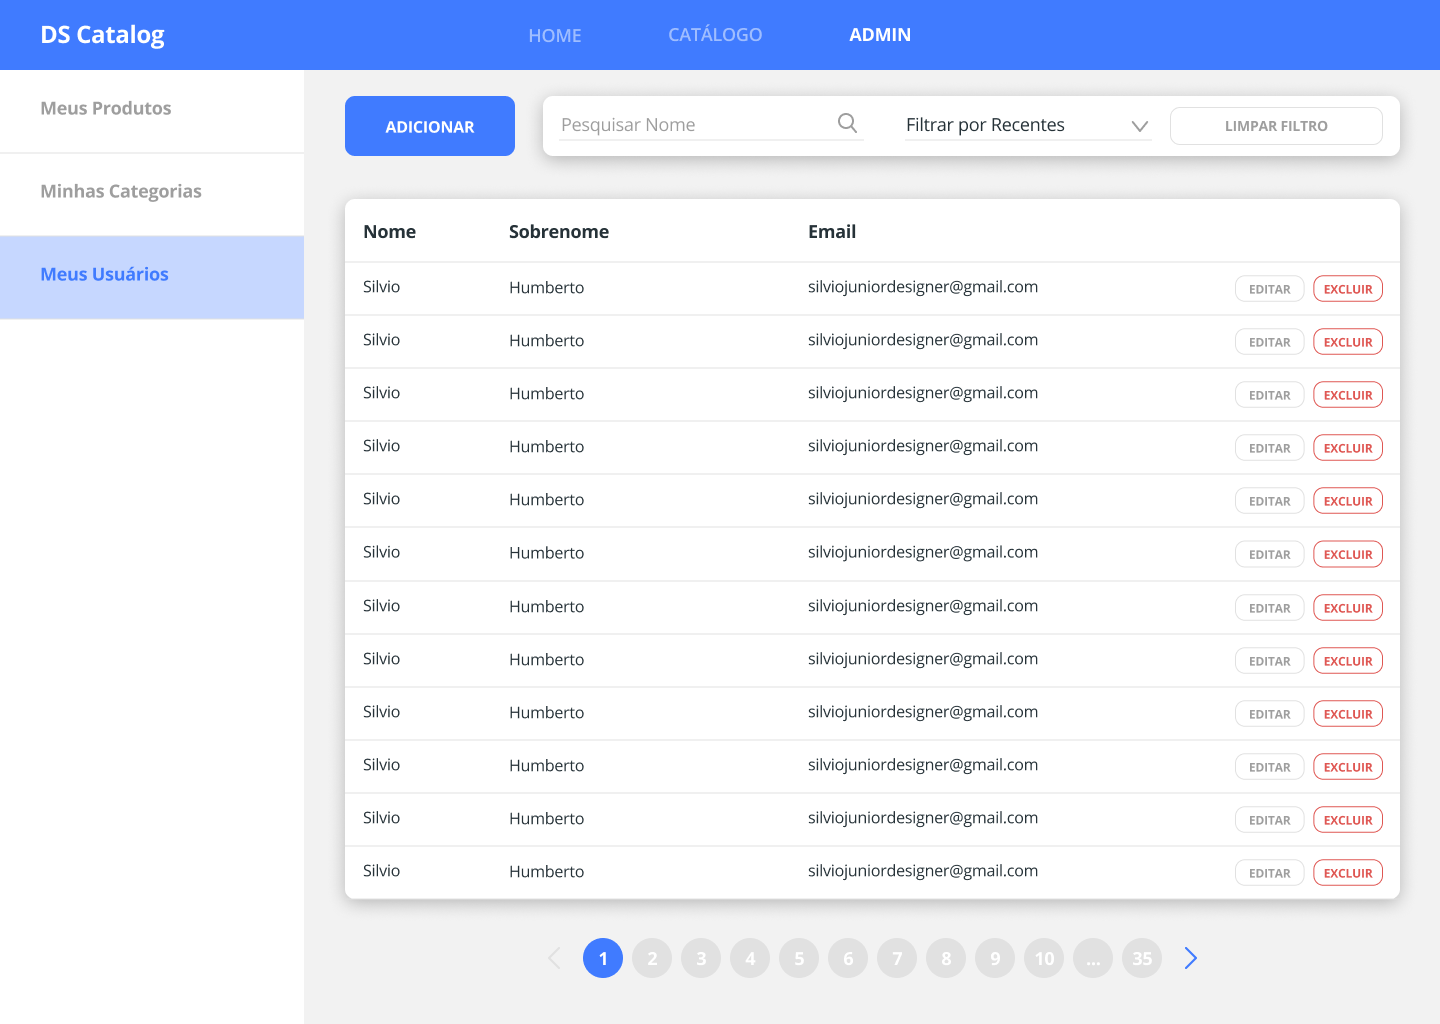 DS Catalog HOME CATÁLOGO ADMIN
Meus Produtos
Minhas Categorias
Meus Usuários
ADICIONAR Pesquisar Nome Filtrar por Recentes LIMPAR FILTRO
Nome Sobrenome Email
Silvio Humberto silviojuniordesigner@gmail.com EDITAR EXCLUIR
Silvio Humberto silviojuniordesigner@gmail.com EDITAR EXCLUIR
Silvio Humberto silviojuniordesigner@gmail.com EDITAR EXCLUIR
Silvio Humberto silviojuniordesigner@gmail.com EDITAR EXCLUIR
Silvio Humberto silviojuniordesigner@gmail.com EDITAR EXCLUIR
Silvio Humberto silviojuniordesigner@gmail.com EDITAR EXCLUIR
Silvio Humberto silviojuniordesigner@gmail.com EDITAR EXCLUIR
Silvio Humberto silviojuniordesigner@gmail.com EDITAR EXCLUIR
Silvio Humberto silviojuniordesigner@gmail.com EDITAR EXCLUIR
Silvio Humberto silviojuniordesigner@gmail.com EDITAR EXCLUIR
Silvio Humberto silviojuniordesigner@gmail.com EDITAR EXCLUIR
Silvio Humberto silviojuniordesigner@gmail.com EDITAR EXCLUIR
1 2 3 4 5 6 7 8 9 10 ... 35